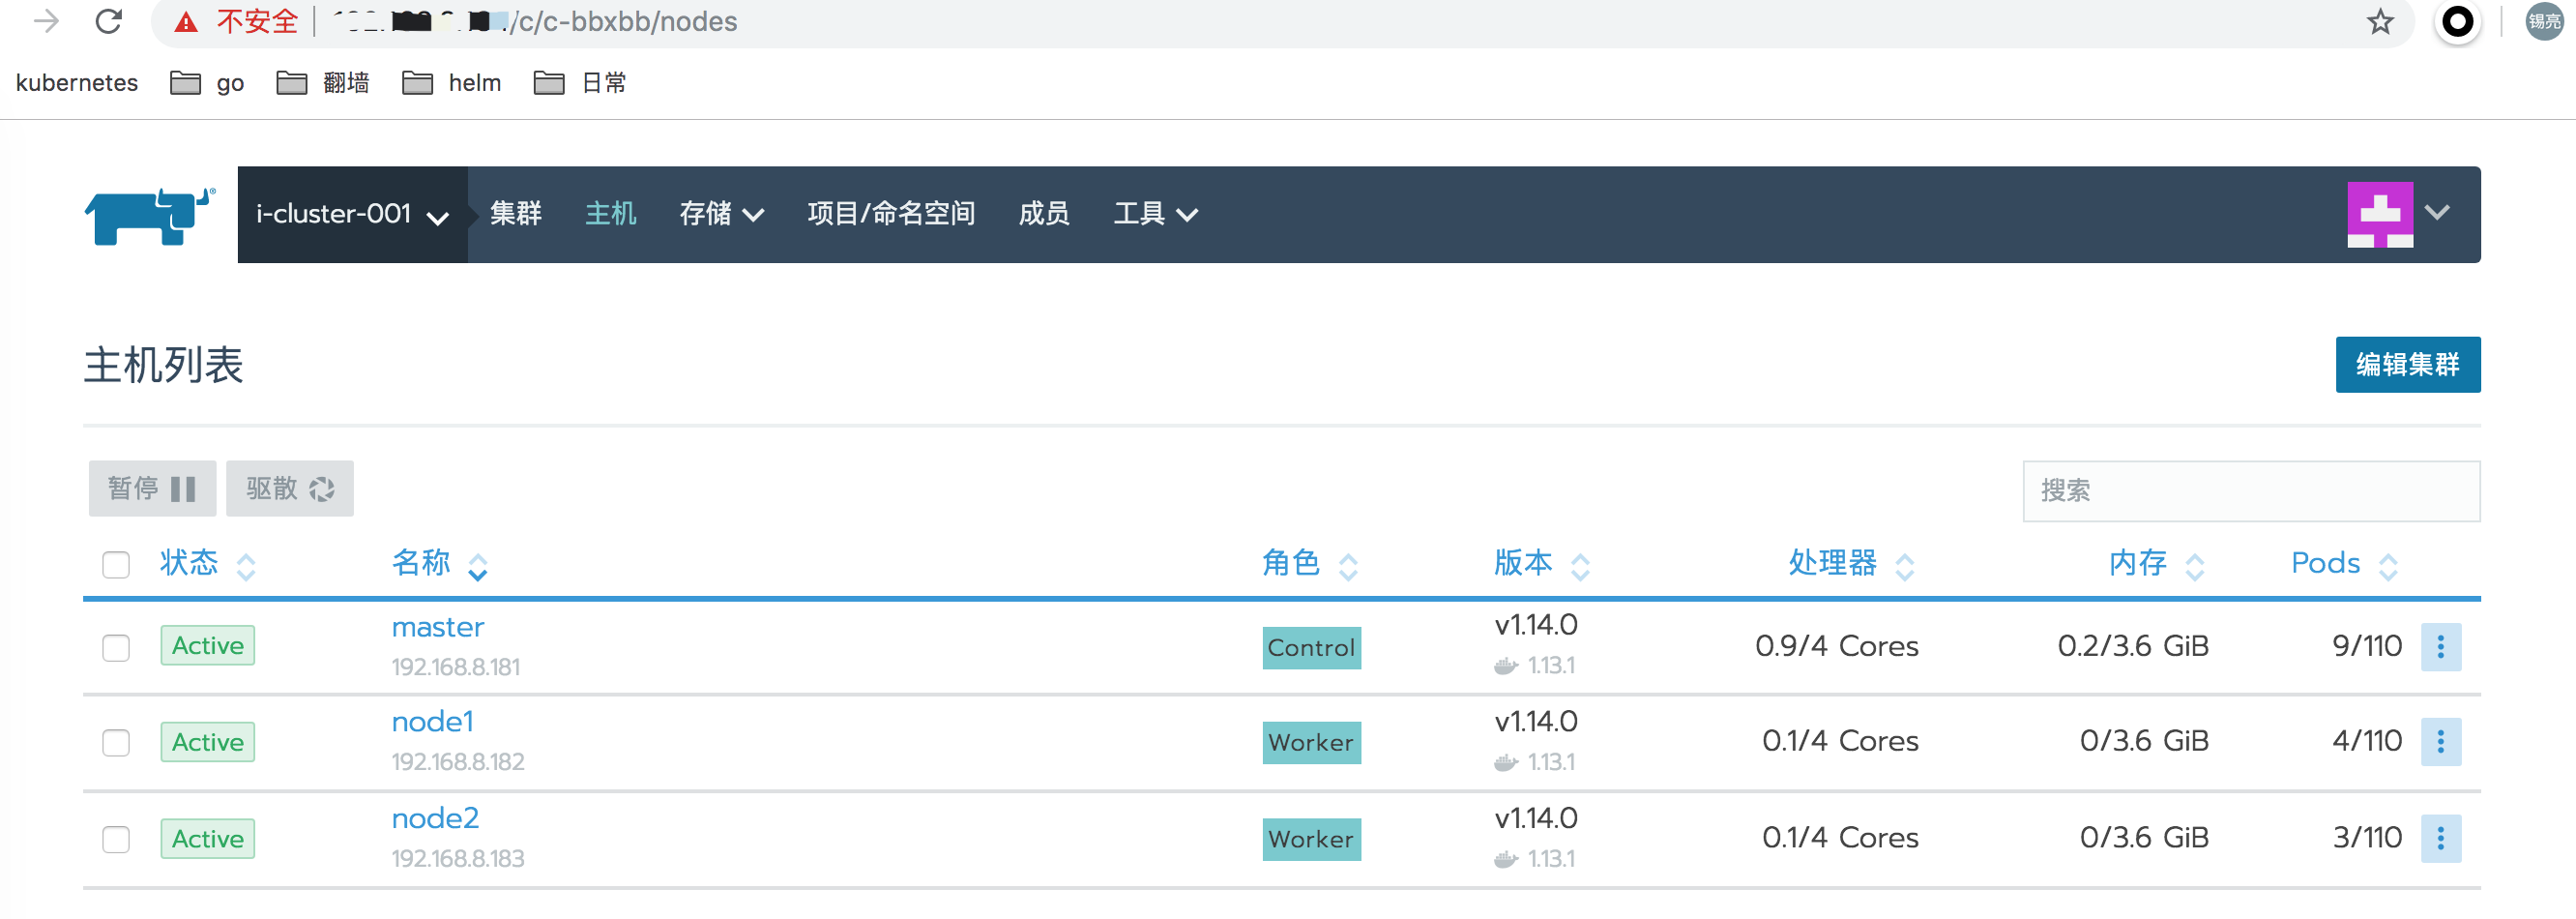 不安全 /c/c-bbxbb/nodes 锡亮
kubernetes go 翻墙 helm 日常
i-cluster-001 集群 主机 存储 项目/命名空间 成员 工具
主机列表 编辑集群
暂停 驱散 搜索
状态 名称 角色 版本 处理器 内存 Pods
Active master Control v1.14.0 0.9/4 Cores 0.2/3.6 GiB 9/110
192.168.8.181 1.13.1
Active node1 Worker v1.14.0 0.1/4 Cores 0/3.6 GiB 4/110
192.168.8.182 1.13.1
Active node2 Worker v1.14.0 0.1/4 Cores 0/3.6 GiB 3/110
192.168.8.183 1.13.1